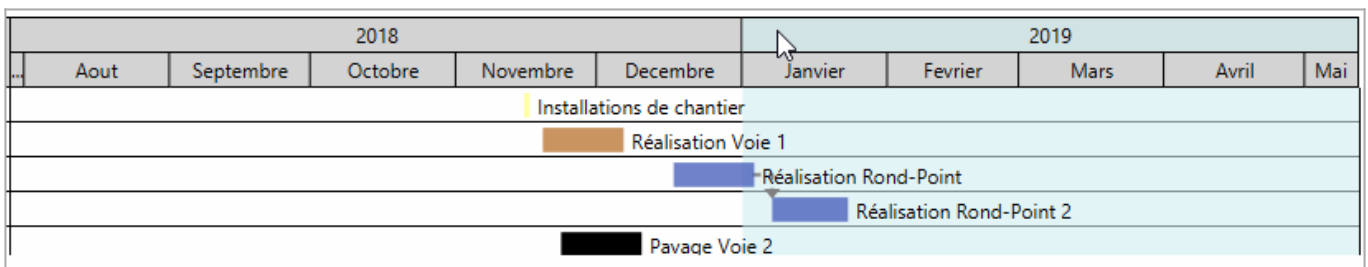 2018 2019
... Aout Septembre Octobre Novembre Decembre Janvier Fevrier Mars Avril Mai
Installations de chantier
Réalisation Voie 1
Réalisation Rond-Point
Réalisation Rond-Point 2
Pavage Voie 2